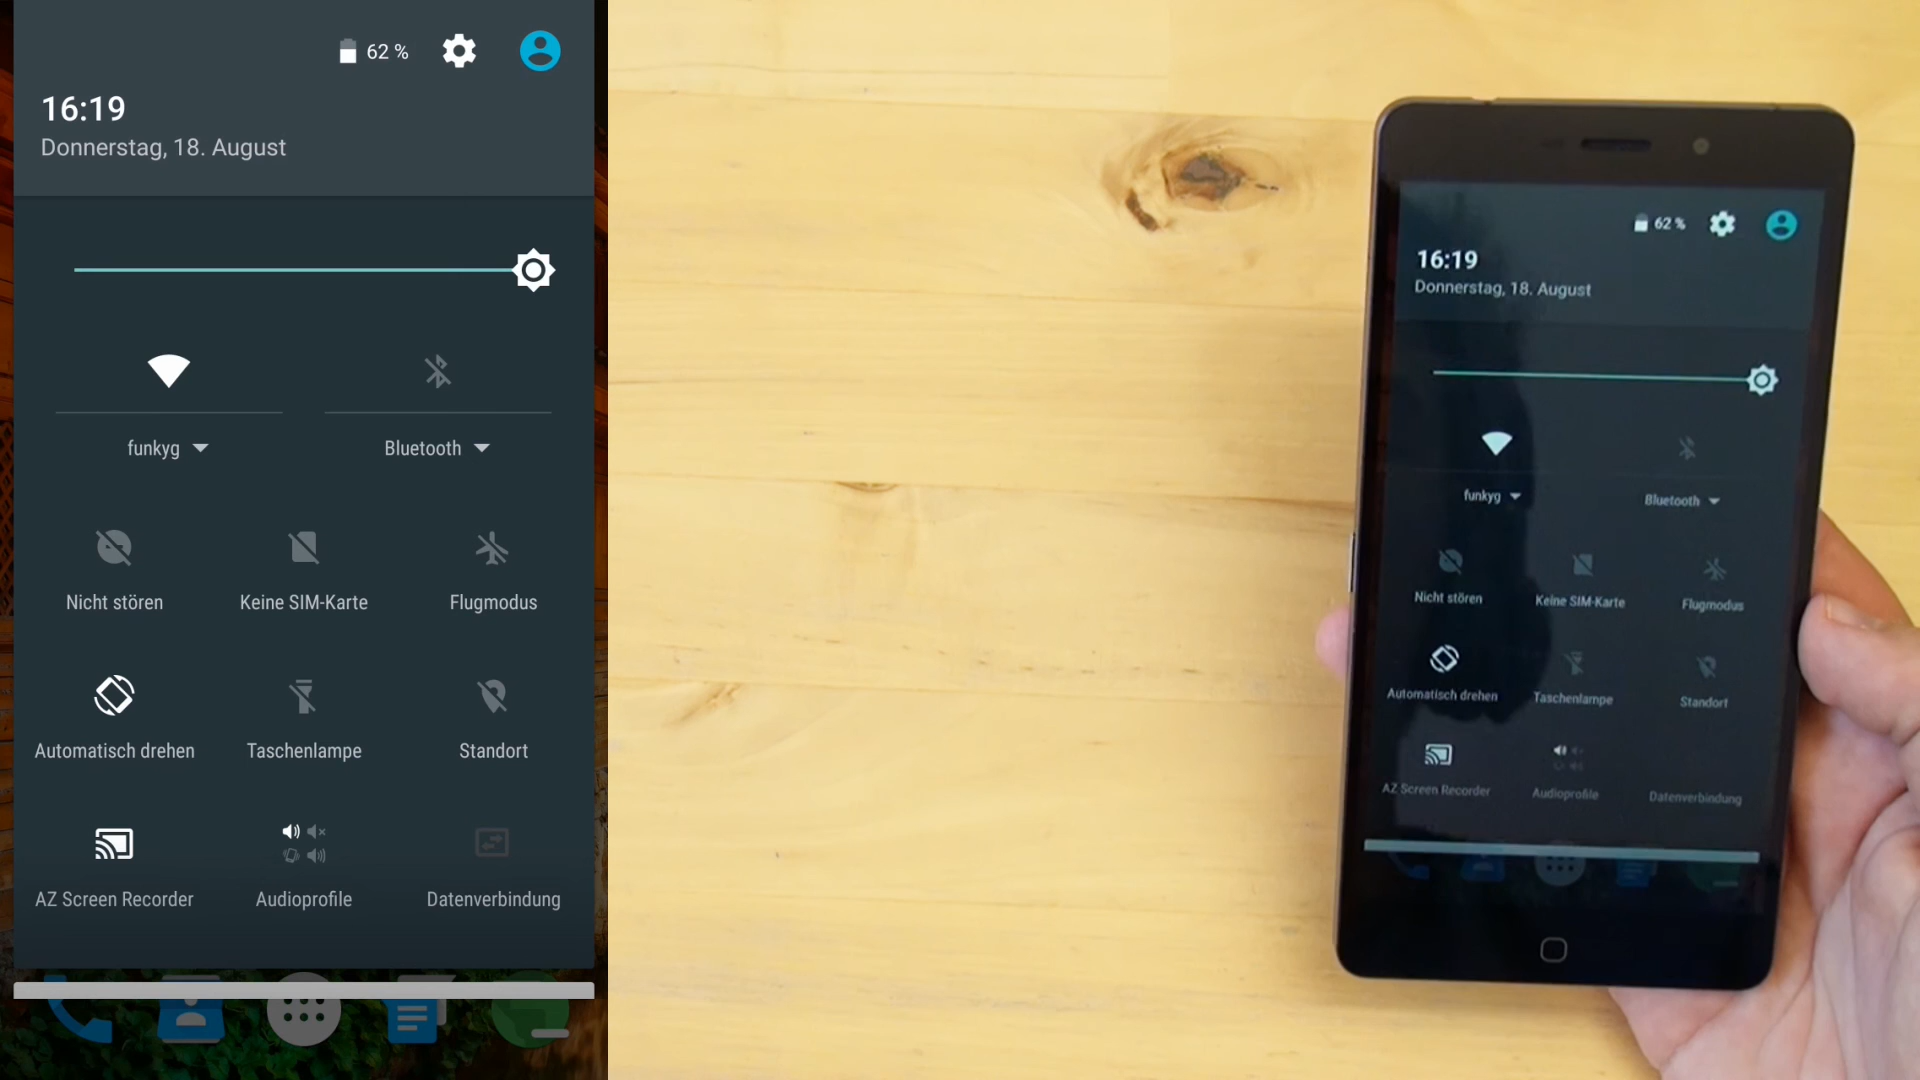 62 %
16:19
Donnerstag, 18. August
funkyg
Bluetooth
Nicht stören
Keine SIM-Karte
Flugmodus
Automatisch drehen
Taschenlampe
Standort
AZ Screen Recorder
Audioprofile
Datenverbindung
62 %
16:19
Donnerstag, 18. August
funkyg
Bluetooth
Nicht stören
Keine SIM-Karte
Flugmodus
Automatisch drehen
Taschenlampe
Standort
AZ Screen Recorder
Audioprofile
Datenverbindung